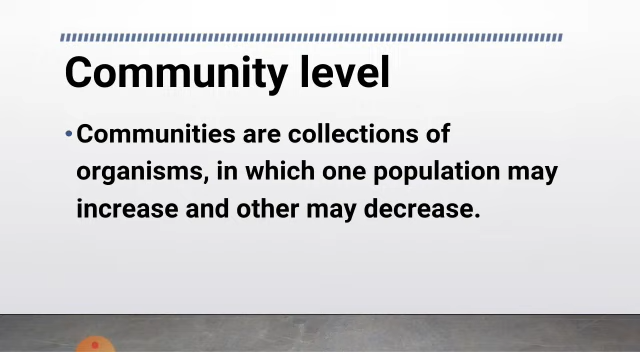 Community level
•Communities are collections of
organisms, in which one population may
increase and other may decrease.